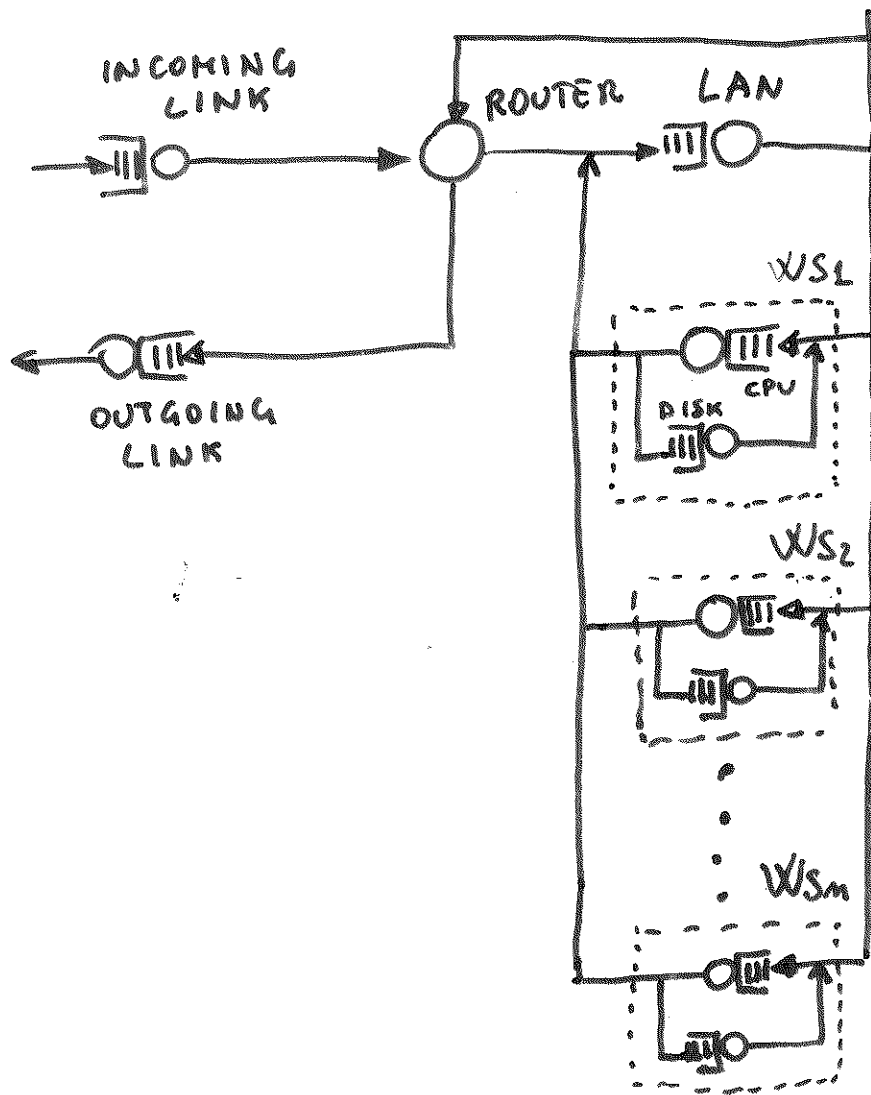 INCOMING
LINK
ROUTER
LAN
WS1
CPU
DISK
OUTGOING
LINK
WS2
WSm